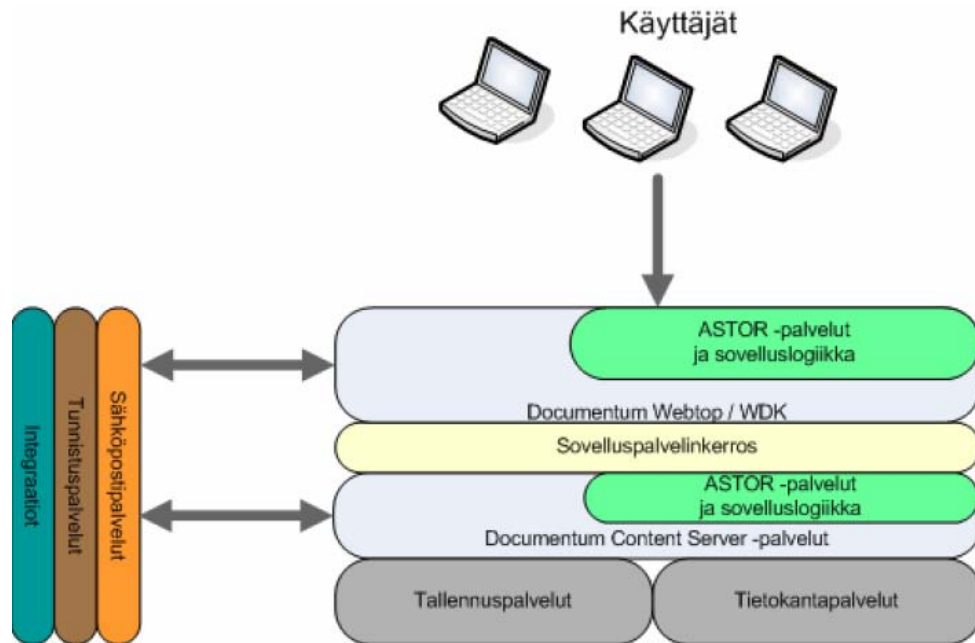 Käyttäjät
ASTOR -palvelut
ja sovelluslogiikka
Documentum Webtop / WDK
Sovelluspalvelinkerros
ASTOR -palvelut
ja sovelluslogiikka
Documentum Content Server -palvelut
Tallennuspalvelut
Tietokantapalvelut
Integraatiot
Tunnistuspalvelut
Sähköpostipalvelut